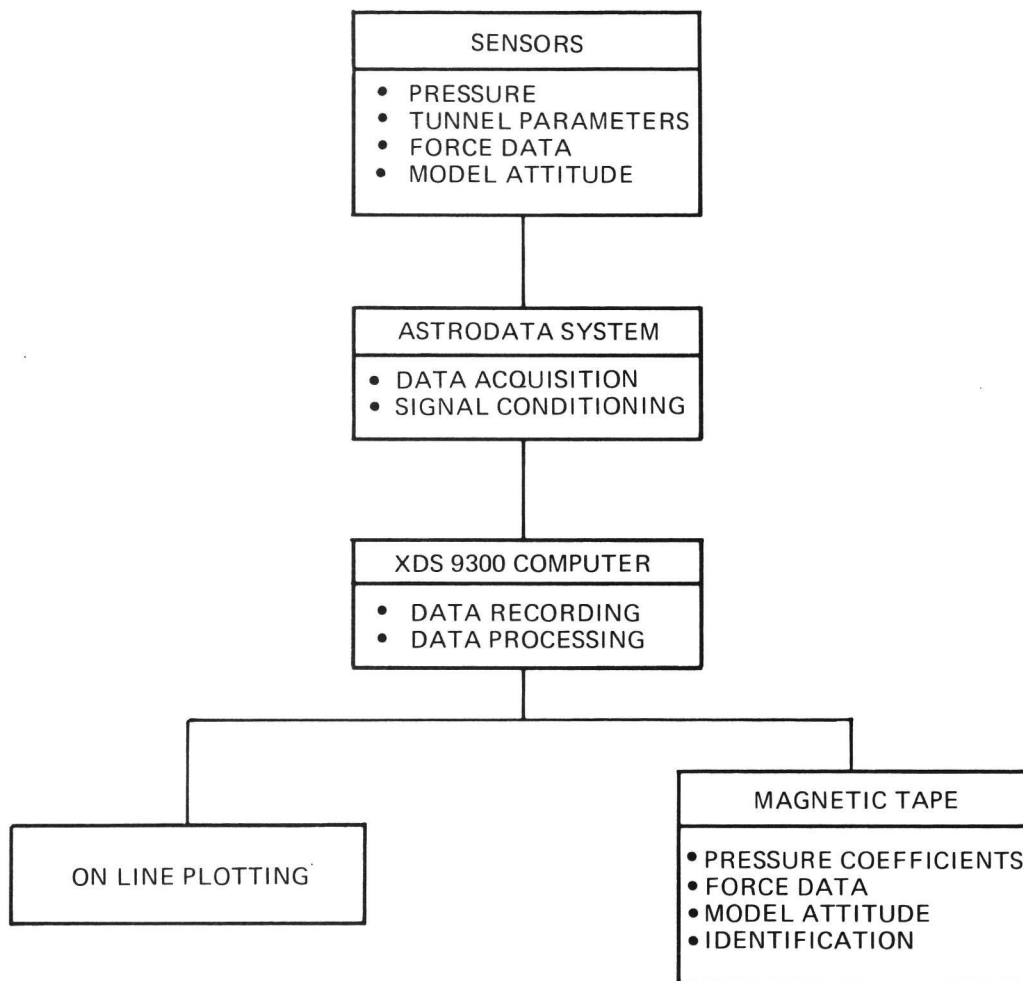 SENSORS
• PRESSURE
• TUNNEL PARAMETERS
• FORCE DATA
• MODEL ATTITUDE
ASTRODATA SYSTEM
• DATA ACQUISITION
• SIGNAL CONDITIONING
XDS 9300 COMPUTER
• DATA RECORDING
• DATA PROCESSING
ON LINE PLOTTING
MAGNETIC TAPE
• PRESSURE COEFFICIENTS
• FORCE DATA
• MODEL ATTITUDE
• IDENTIFICATION